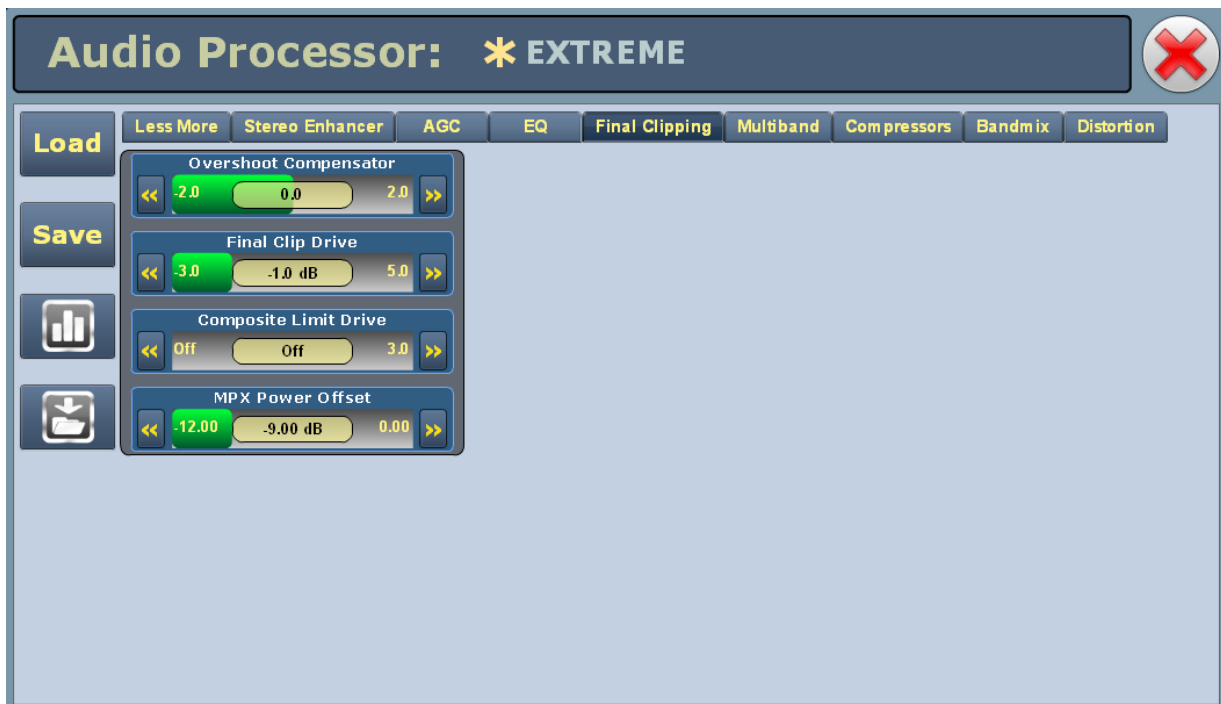 Audio Processor: * EXTREME
Load
Save
Less More Stereo Enhancer AGC EQ Final Clipping Multiband Compressors Bandmix Distortion
Overshoot Compensator
« -2.0 0.0 2.0 »
Final Clip Drive
« -3.0 -1.0 dB 5.0 »
Composite Limit Drive
« Off Off 3.0 »
MPX Power Offset
« -12.00 -9.00 dB 0.00 »